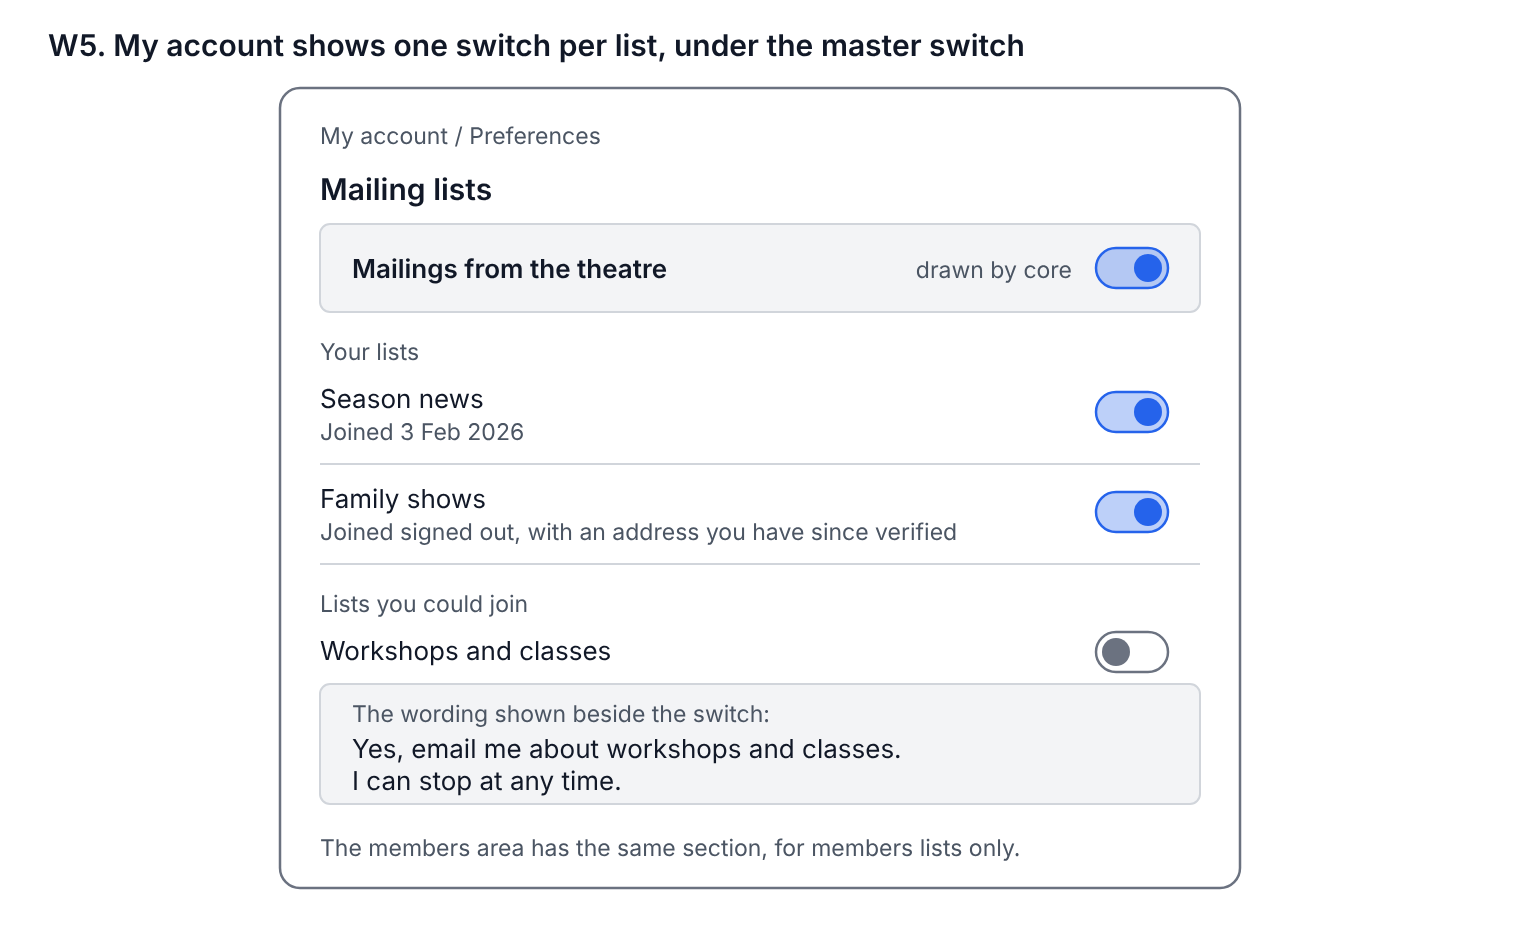 W5. My account shows one switch per list, under the master switch
My account / Preferences
Mailing lists
Mailings from the theatre
drawn by core
Your lists
Season news
Joined 3 Feb 2026
Family shows
Joined signed out, with an address you have since verified
Lists you could join
Workshops and classes
The wording shown beside the switch:
Yes, email me about workshops and classes.
I can stop at any time.
The members area has the same section, for members lists only.